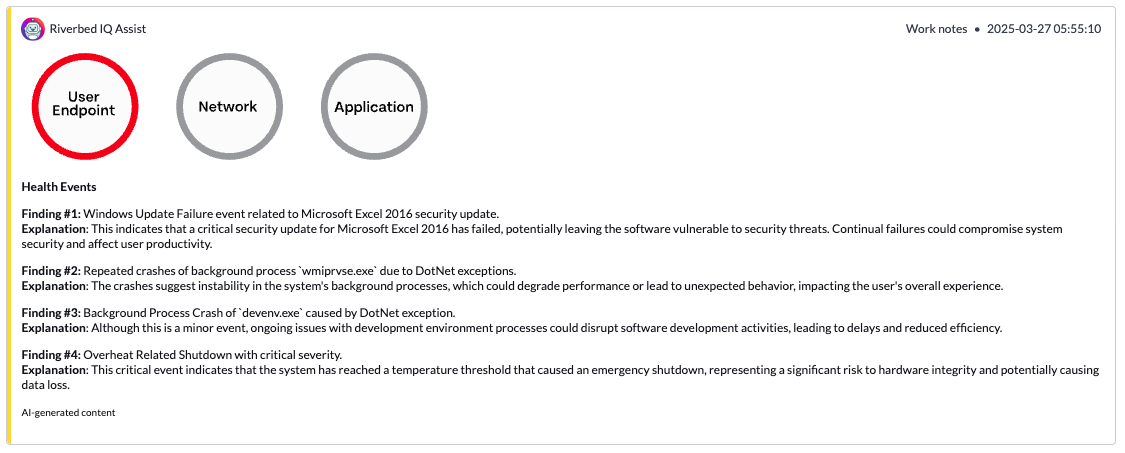 Riverbed IQ Assist
Work notes • 2025-03-27 05:55:10
User
Endpoint
Network
Application
Health Events
Finding #1: Windows Update Failure event related to Microsoft Excel 2016 security update.
Explanation: This indicates that a critical security update for Microsoft Excel 2016 has failed, potentially leaving the software vulnerable to security threats. Continual failures could compromise system
security and affect user productivity.
Finding #2: Repeated crashes of background process `wmiprvse.exe` due to DotNet exceptions.
Explanation: The crashes suggest instability in the system's background processes, which could degrade performance or lead to unexpected behavior, impacting the user's overall experience.
Finding #3: Background Process Crash of `devenv.exe` caused by DotNet exception.
Explanation: Although this is a minor event, ongoing issues with development environment processes could disrupt software development activities, leading to delays and reduced efficiency.
Finding #4: Overheat Related Shutdown with critical severity.
Explanation: This critical event indicates that the system has reached a temperature threshold that caused an emergency shutdown, representing a significant risk to hardware integrity and potentially causing
data loss.
AI-generated content